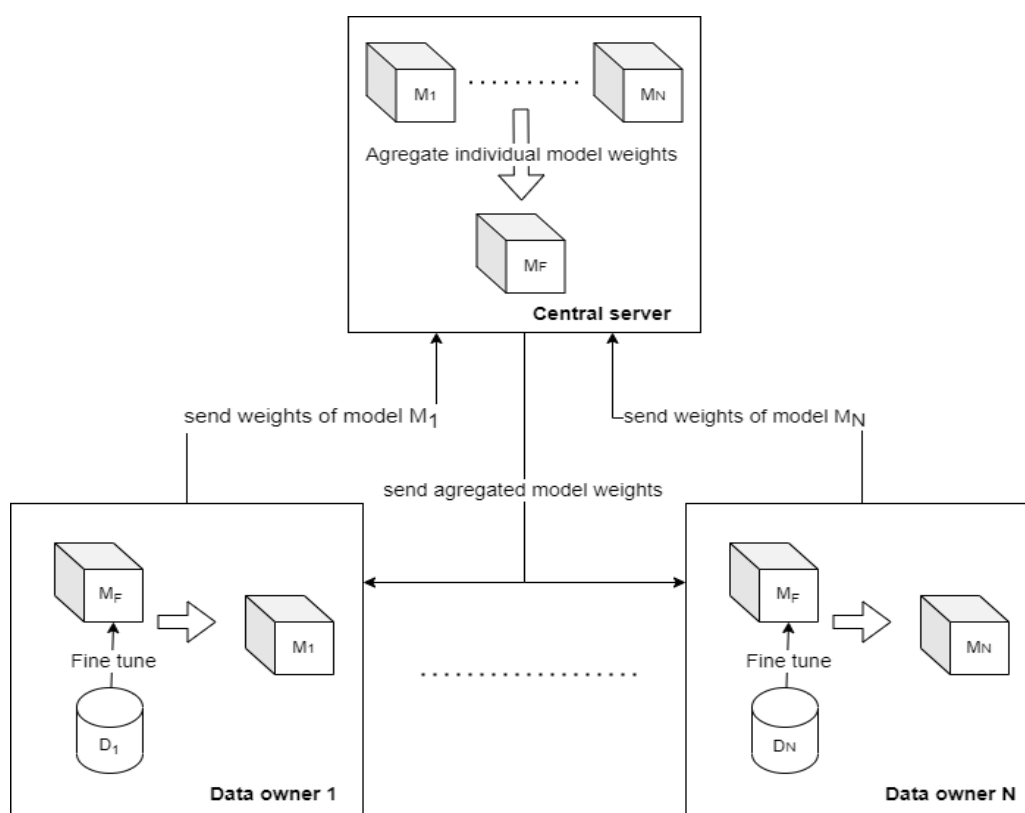 M1
MN
Agregate individual model weights
MF
Central server
send weights of model M1
send weights of model MN
send agregated model weights
MF
M1
Fine tune
D1
Data owner 1
MF
MN
Fine tune
DN
Data owner N